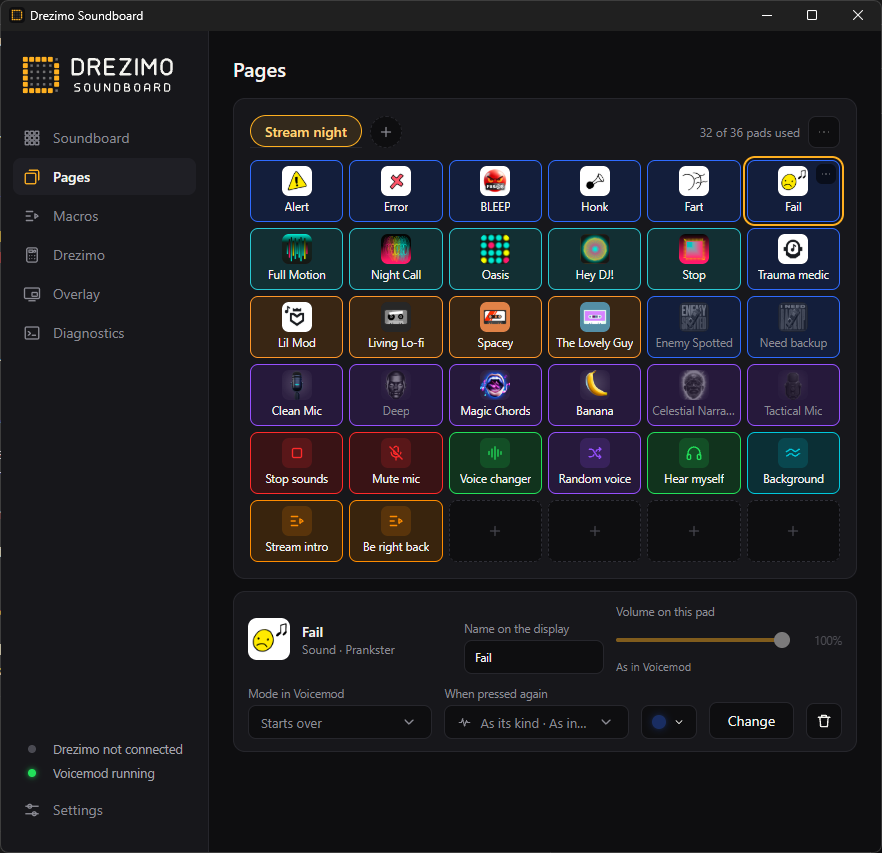 Drezimo Soundboard
DREZIMO
SOUNDBOARD
Soundboard
Pages
Macros
Drezimo
Overlay
Diagnostics
Drezimo not connected
Voicemod running
Settings
Pages
Stream night
32 of 36 pads used
Alert
Error
BLEEP
Honk
Fart
Fail
Full Motion
Night Call
Oasis
Hey DJ!
Stop
Trauma medic
Lil Mod
Living Lo-fi
Spacey
The Lovely Guy
Enemy Spotted
Need backup
Clean Mic
Deep
Magic Chords
Banana
Celestial Narra...
Tactical Mic
Stop sounds
Mute mic
Voice changer
Random voice
Hear myself
Background
Stream intro
Be right back
Fail
Sound · Prankster
Name on the display
Fail
Volume on this pad
100%
As in Voicemod
Mode in Voicemod
Starts over
When pressed again
As its kind · As in...
Change